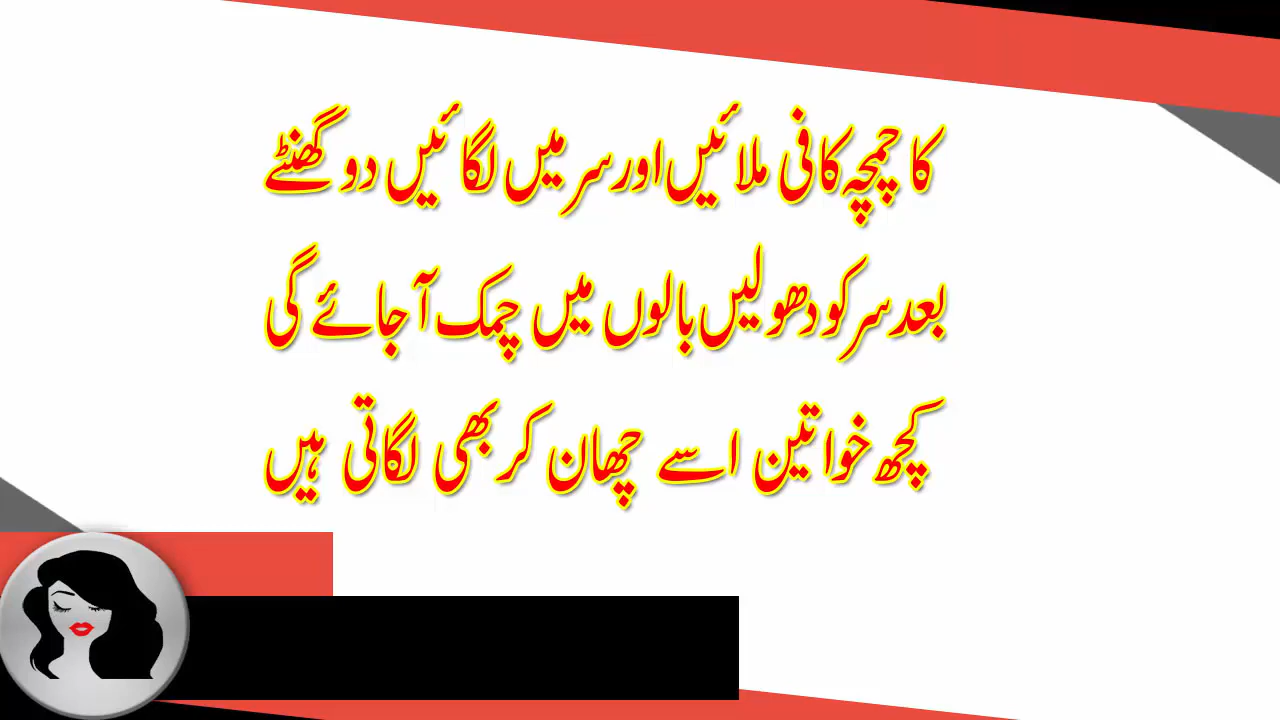 کا چمچہ کافی ملائیں اور سر میں لگائیں دو گھنٹے
بعد سر کو دھولیں بالوں میں چمک آ جائے گی
کچھ خواتین اسے چھان کر بھی لگاتی ہیں